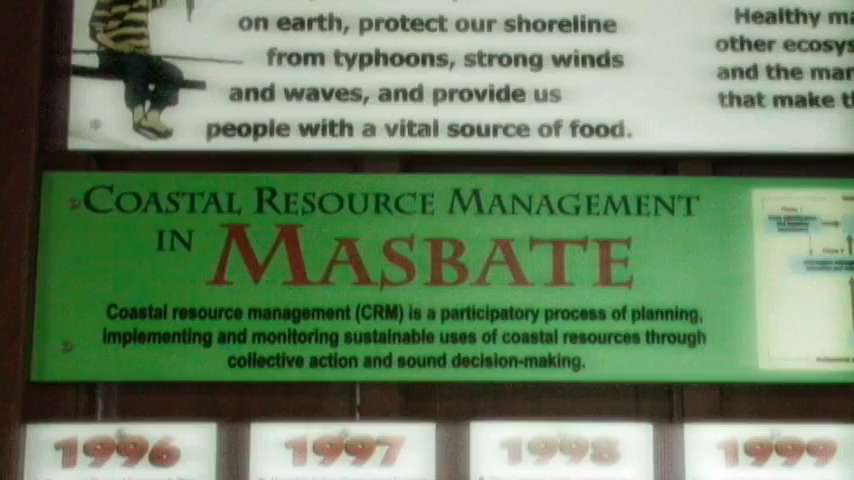 on earth, protect our shoreline
from typhoons, strong winds
and waves, and provide us
people with a vital source of food.
Healthy
other
and the
that make
COASTAL RESOURCE MANAGEMENT
IN MASBATE
Coastal resource management (CRM) is a participatory process of planning,
implementing and monitoring sustainable uses of coastal resources through
collective action and sound decision-making.
1996
1997
1998
1999